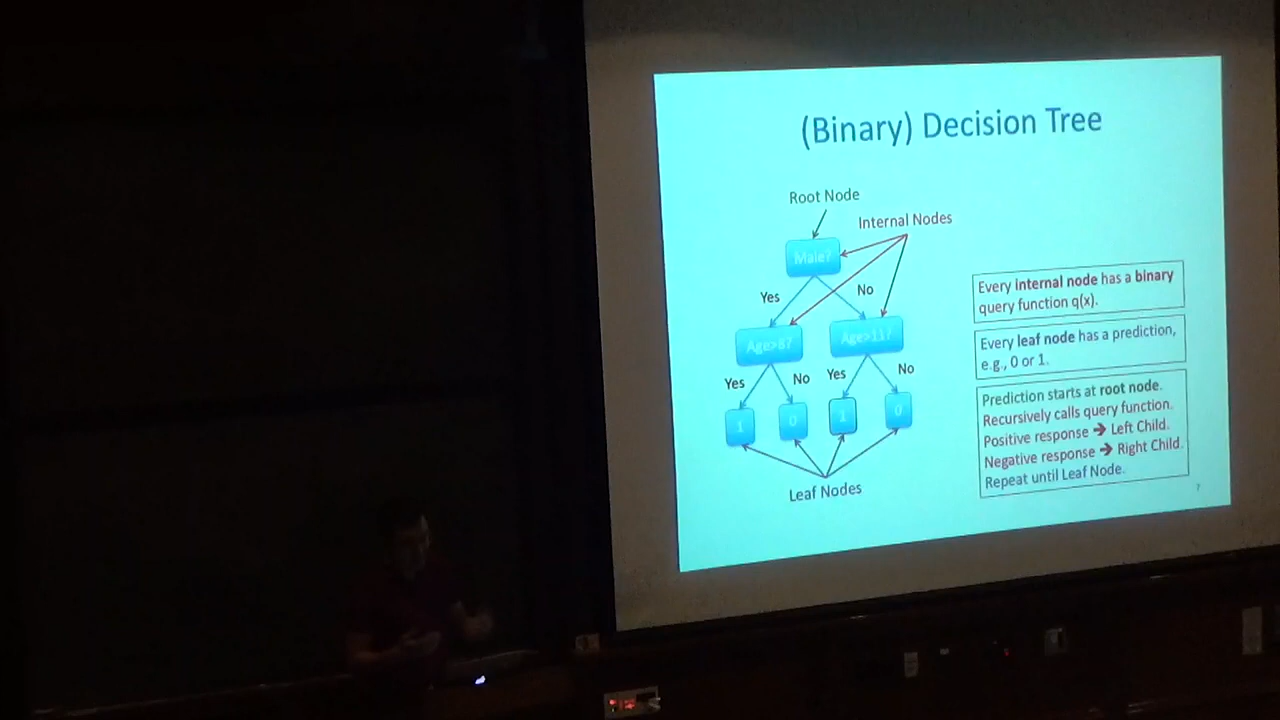 (Binary) Decision Tree
Root Node
Internal Nodes
Male?
Yes
No
Age>8?
Age>11?
Yes
No
Yes
No
1
0
1
0
Leaf Nodes
Every internal node has a binary
query function q(x).
Every leaf node has a prediction,
e.g., 0 or 1.
Prediction starts at root node.
Recursively calls query function.
Positive response ➔ Left Child.
Negative response ➔ Right Child.
Repeat until Leaf Node.
7